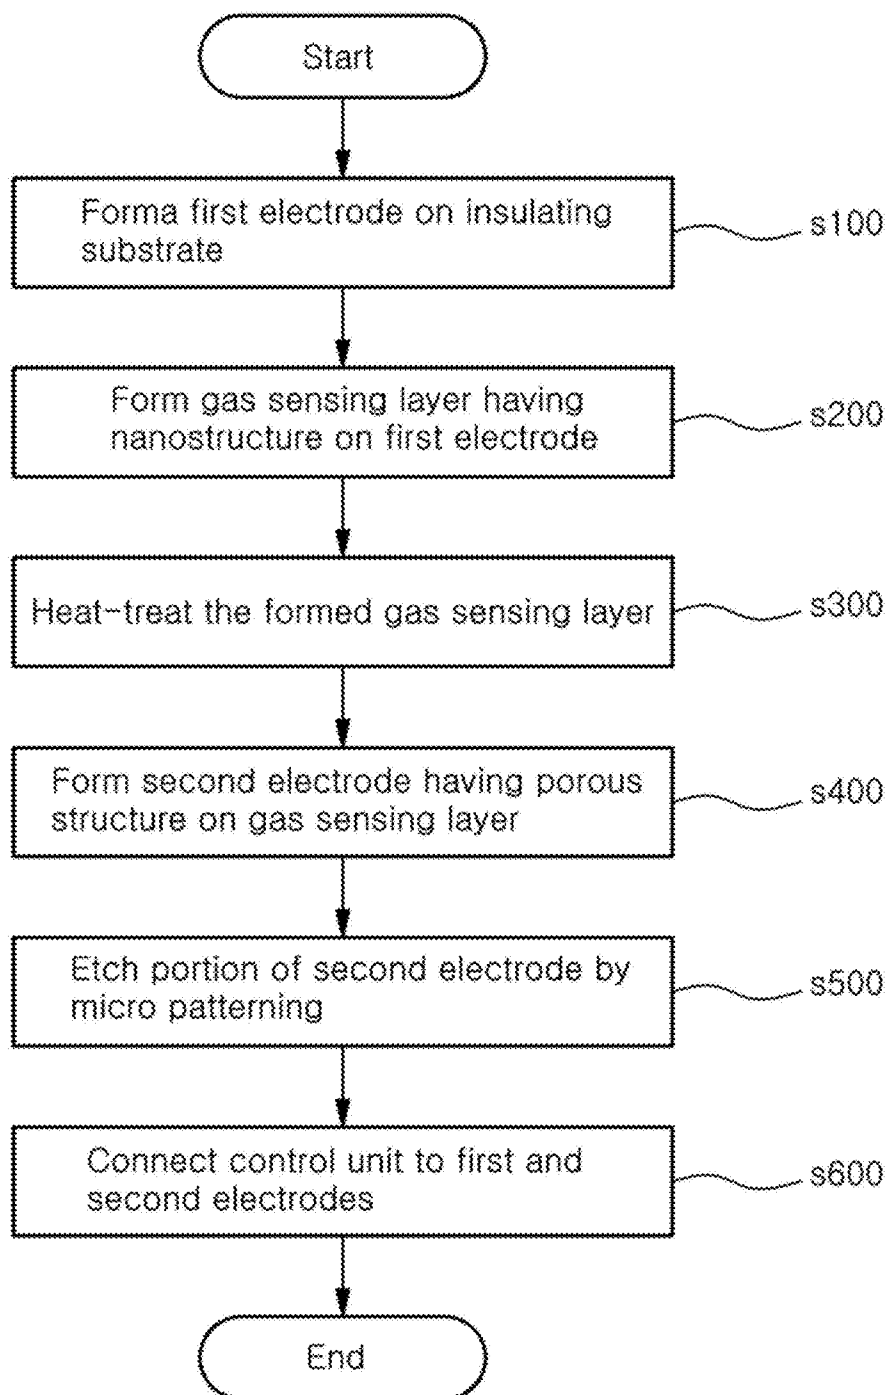 Start
Forma first electrode on insulating
substrate
s100
Form gas sensing layer having
nanostructure on first electrode
s200
Heat-treat the formed gas sensing layer
s300
Form second electrode having porous
structure on gas sensing layer
s400
Etch portion of second electrode by
micro patterning
s500
Connect control unit to first and
second electrodes
s600
End